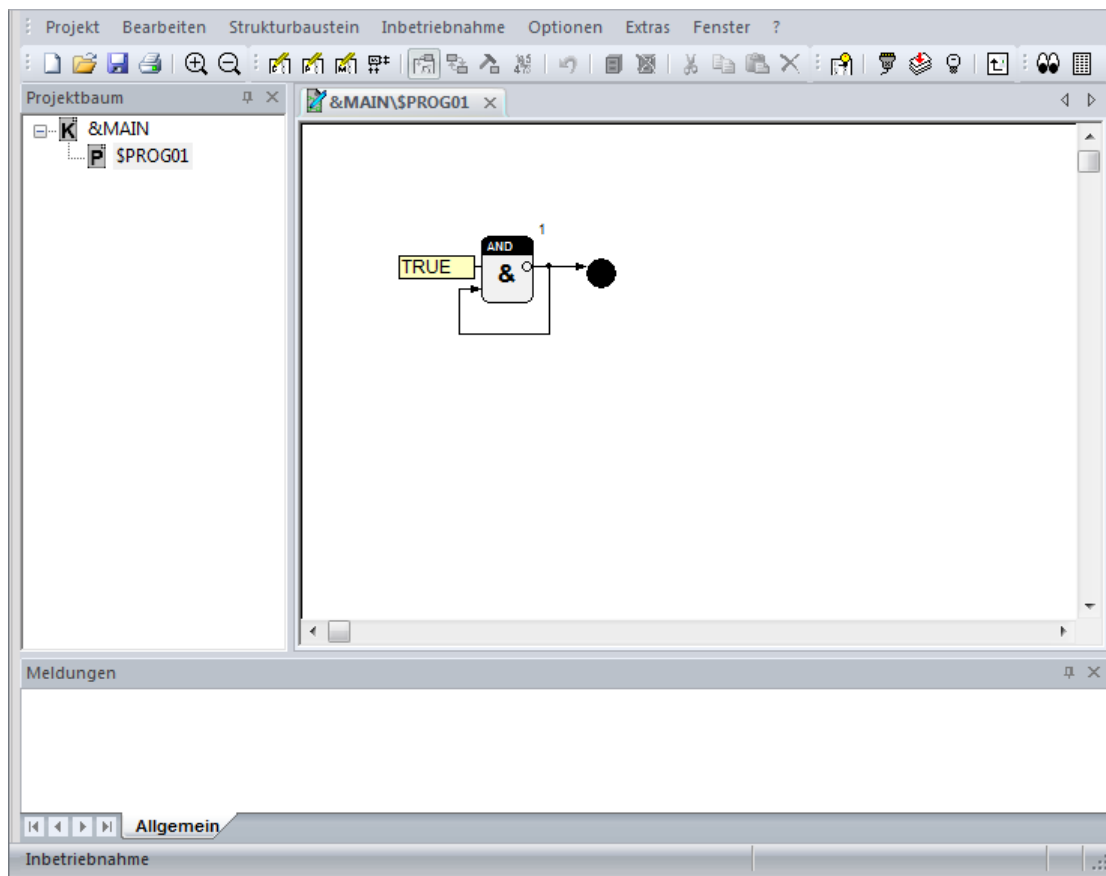 Projekt Bearbeiten Strukturbaustein Inbetriebnahme Optionen Extras Fenster ?
Projektbaum
&MAIN\$PROG01
K &MAIN
P $PROG01
1
AND
TRUE
&
Meldungen
Allgemein
Inbetriebnahme